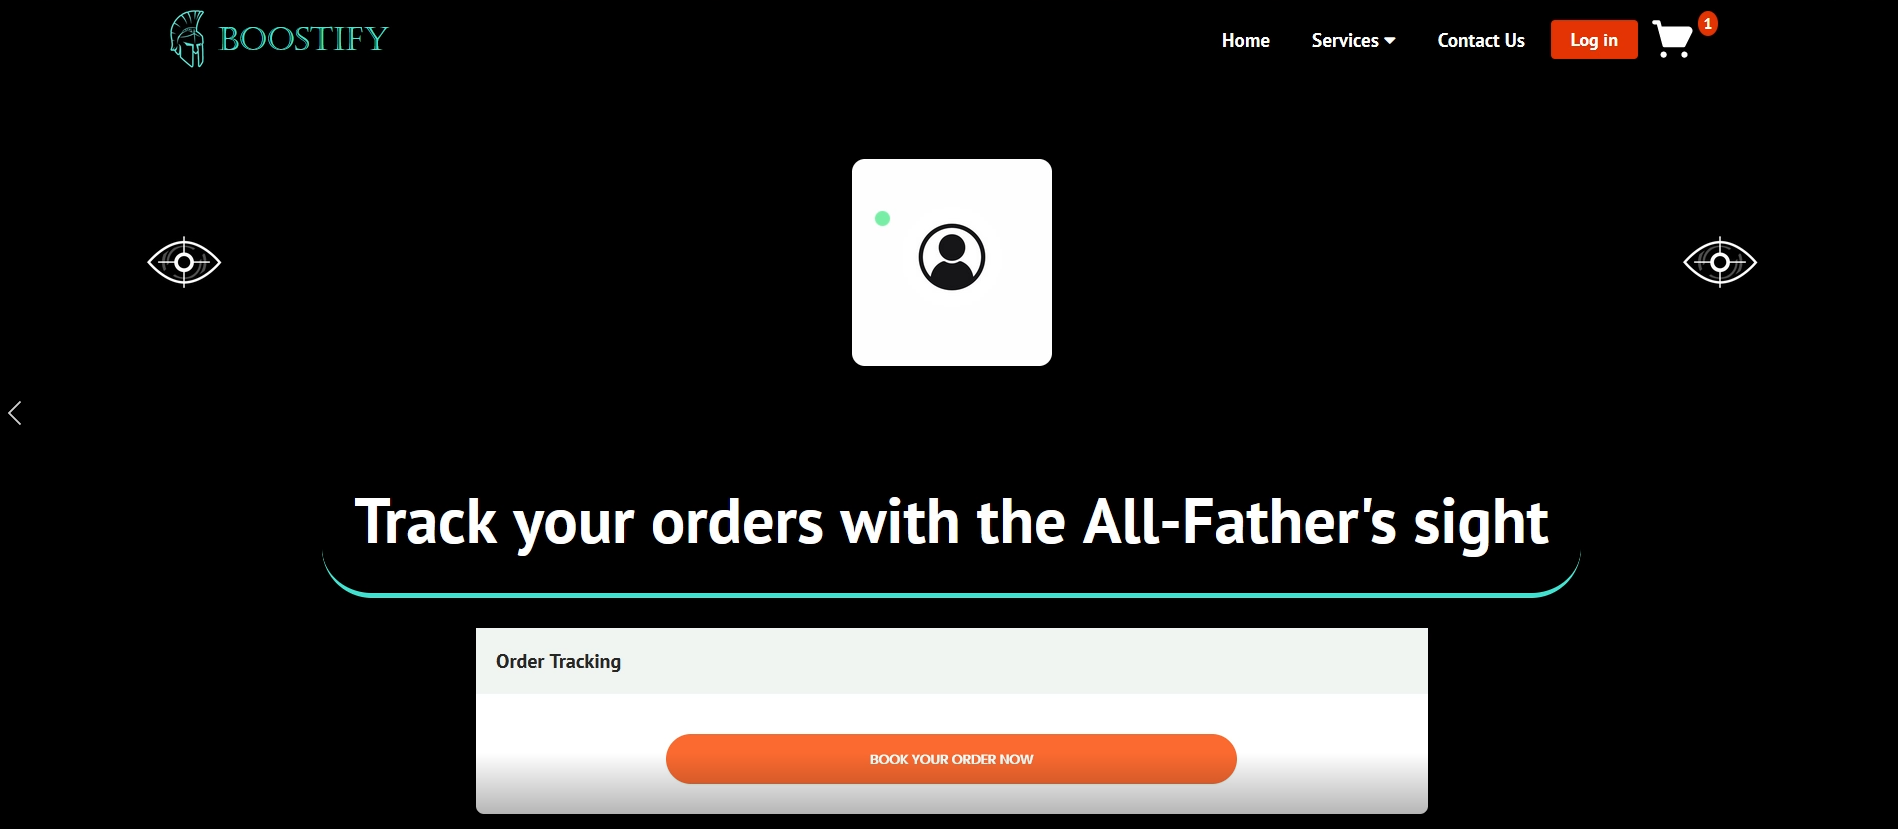 BOOSTIFY
Home
Services
Contact Us
Log in
1
Track your orders with the All-Father's sight
Order Tracking
BOOK YOUR ORDER NOW